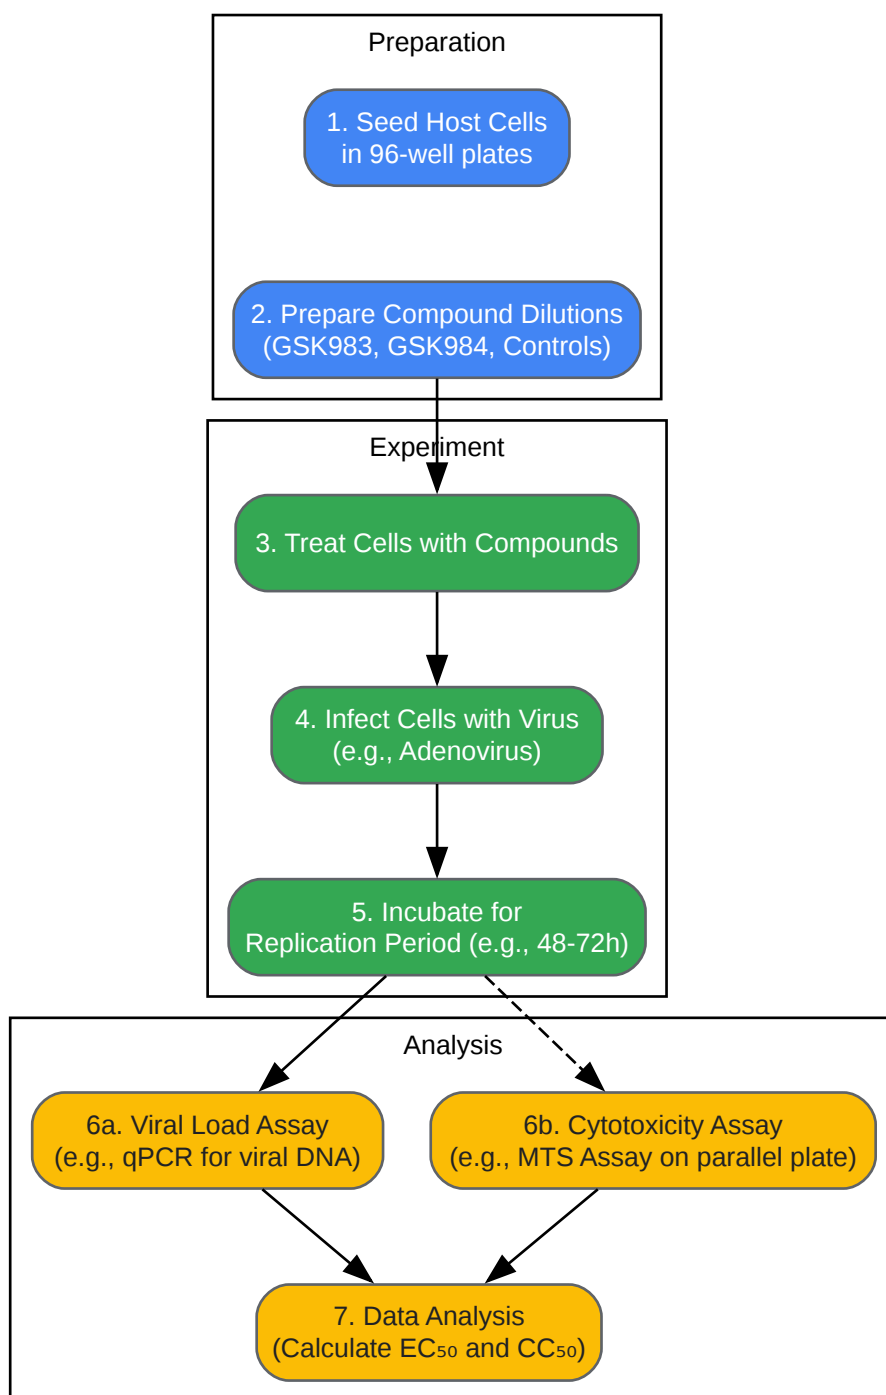 Preparation
1. Seed Host Cells
in 96-well plates
2. Prepare Compound Dilutions
(GSK983, GSK984, Controls)
Experiment
3. Treat Cells with Compounds
4. Infect Cells with Virus
(e.g., Adenovirus)
5. Incubate for
Replication Period (e.g., 48-72h)
Analysis
6a. Viral Load Assay
(e.g., qPCR for viral DNA)
6b. Cytotoxicity Assay
(e.g., MTS Assay on parallel plate)
7. Data Analysis
(Calculate EC₅₀ and CC₅₀)